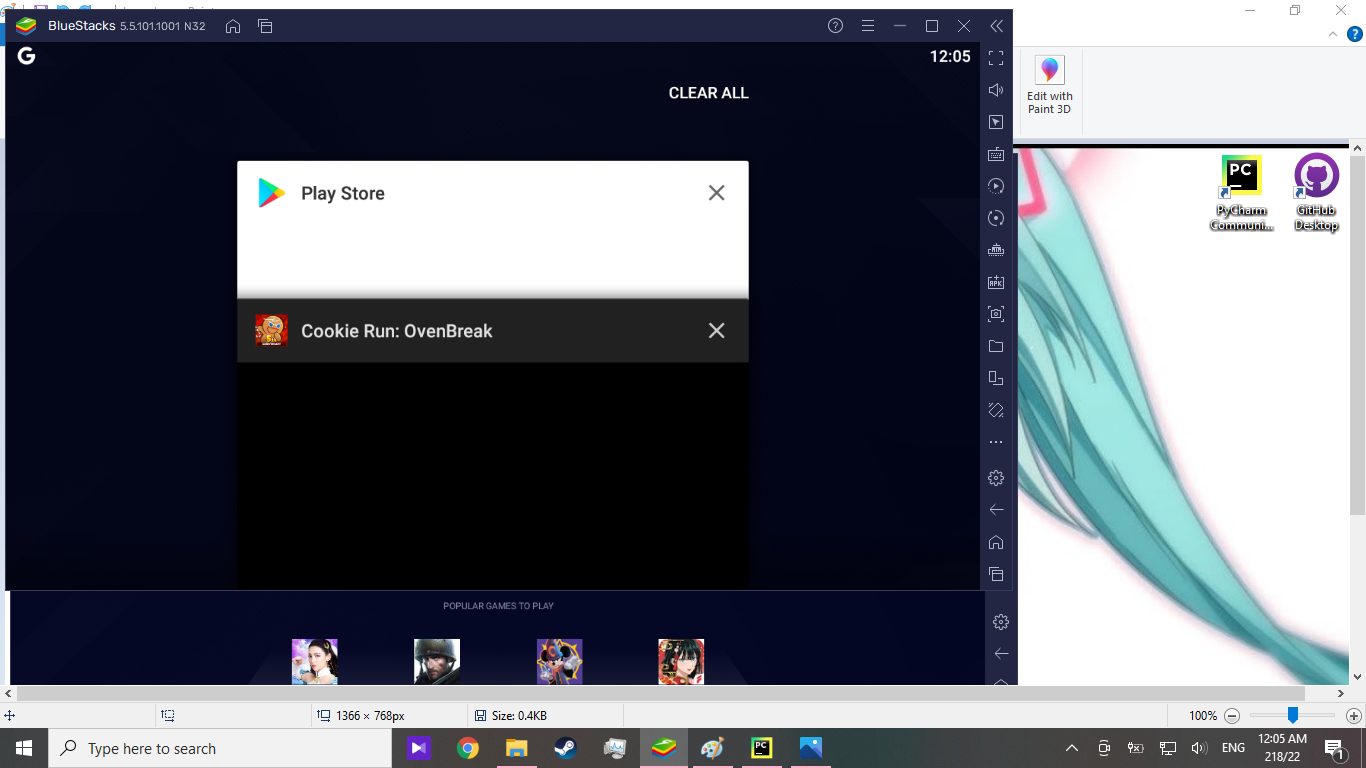 BlueStacks 5.5.101.1001 N32
12:05
CLEAR ALL
Play Store
Cookie Run: OvenBreak
POPULAR GAMES TO PLAY
Edit with
Paint 3D
PyCharm
Communi...
GitHub
Desktop
1366 × 768px
Size: 0.4KB
100%
Type here to search
ENG
12:05 AM
218/22
1